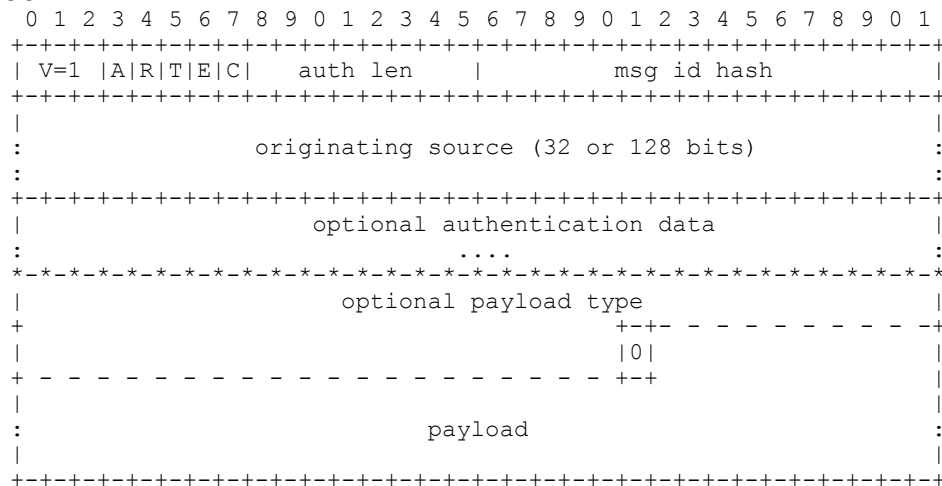 0 1 2 3 4 5 6 7 8 9 0 1 2 3 4 5 6 7 8 9 0 1 2 3 4 5 6 7 8 9 0 1
+-+-+-+-+-+-+-+-+-+-+-+-+-+-+-+-+-+-+-+-+-+-+-+-+-+-+-+-+-+-+-+-+
| V=1 |A|R|T|E|C|   auth len    |         msg id hash           |
+-+-+-+-+-+-+-+-+-+-+-+-+-+-+-+-+-+-+-+-+-+-+-+-+-+-+-+-+-+-+-+-+
|                                                               |
:                originating source (32 or 128 bits)            :
:                                                               :
+-+-+-+-+-+-+-+-+-+-+-+-+-+-+-+-+-+-+-+-+-+-+-+-+-+-+-+-+-+-+-+-+
|                    optional authentication data               |
:                              ....                             :
*-*-*-*-*-*-*-*-*-*-*-*-*-*-*-*-*-*-*-*-*-*-*-*-*-*-*-*-*-*-*-*-*
|                      optional payload type                    |
+                                         +-+- - - - - - - - - -+
|                                         |0|                   |
+ - - - - - - - - - - - - - - - - - - - - +-+                   |
|                                                               |
:                            payload                            :
|                                                               |
+-+-+-+-+-+-+-+-+-+-+-+-+-+-+-+-+-+-+-+-+-+-+-+-+-+-+-+-+-+-+-+-+